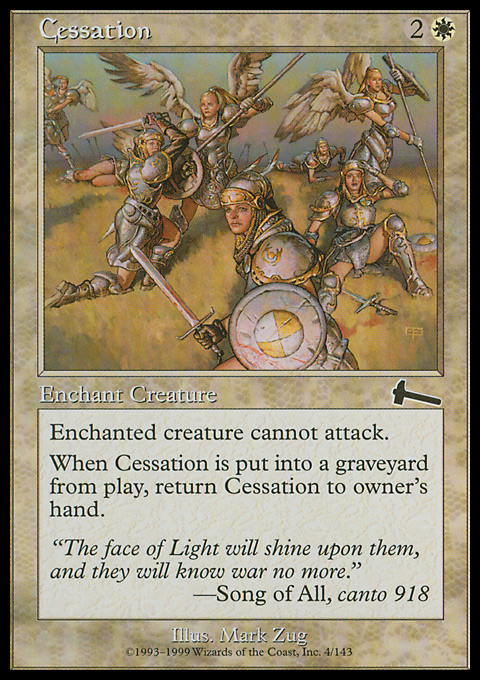 Cessation 2
Enchant Creature
Enchanted creature cannot attack.
When Cessation is put into a graveyard
from play, return Cessation to owner's
hand.
"The face of Light will shine upon them,
and they will know war no more."
—Song of All, canto 918
Illus. Mark Zug
©1993–1999 Wizards of the Coast, Inc. 4/143